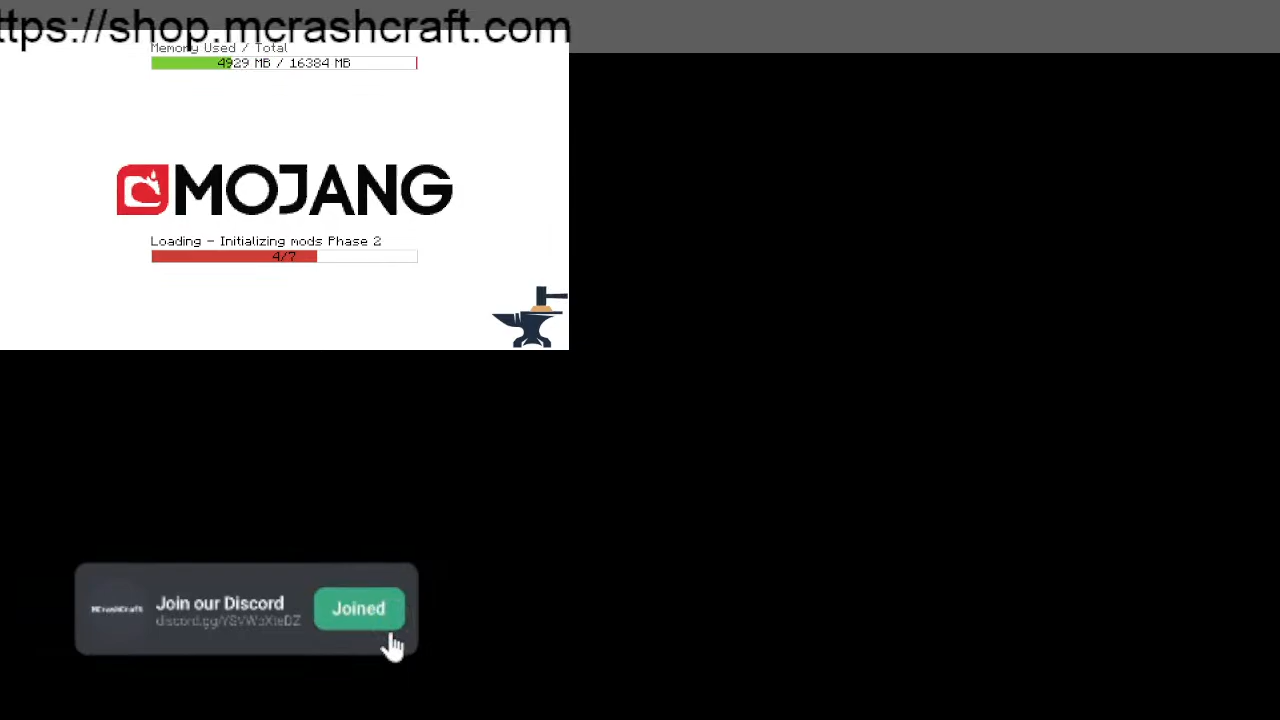 ttps://shop.mcrashcraft.com
Memory Used / Total
4929 MB / 16384 MB
MOJANG
Loading - Initializing mods Phase 2
4/7
MCrashCraft
Join our Discord
Joined